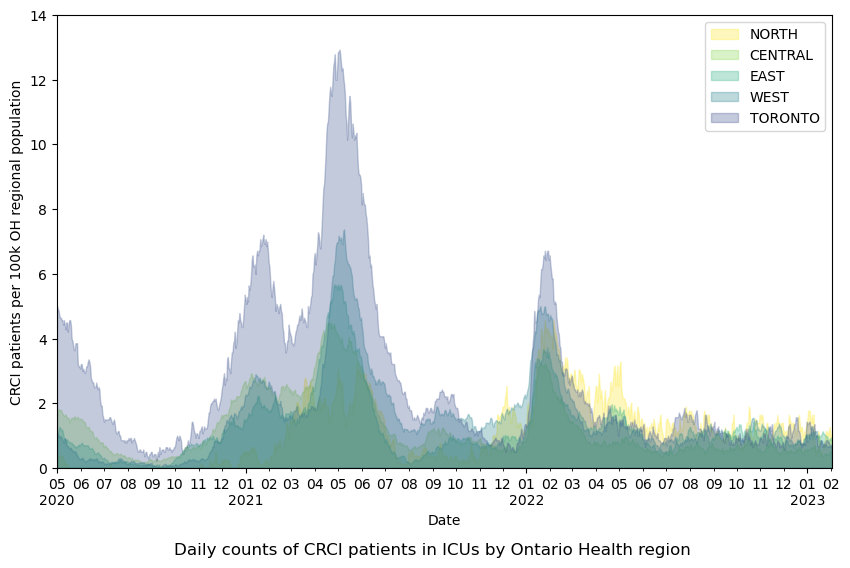 14
12
10
8
6
4
2
0
CRCI patients per 100k OH regional population
NORTH
CENTRAL
EAST
WEST
TORONTO
05 06 07 08 09 10 11 12 01 02 03 04 05 06 07 08 09 10 11 12 01 02 03 04 05 06 07 08 09 10 11 12 01 02
2020 2021 2022 2023
Date
Daily counts of CRCI patients in ICUs by Ontario Health region